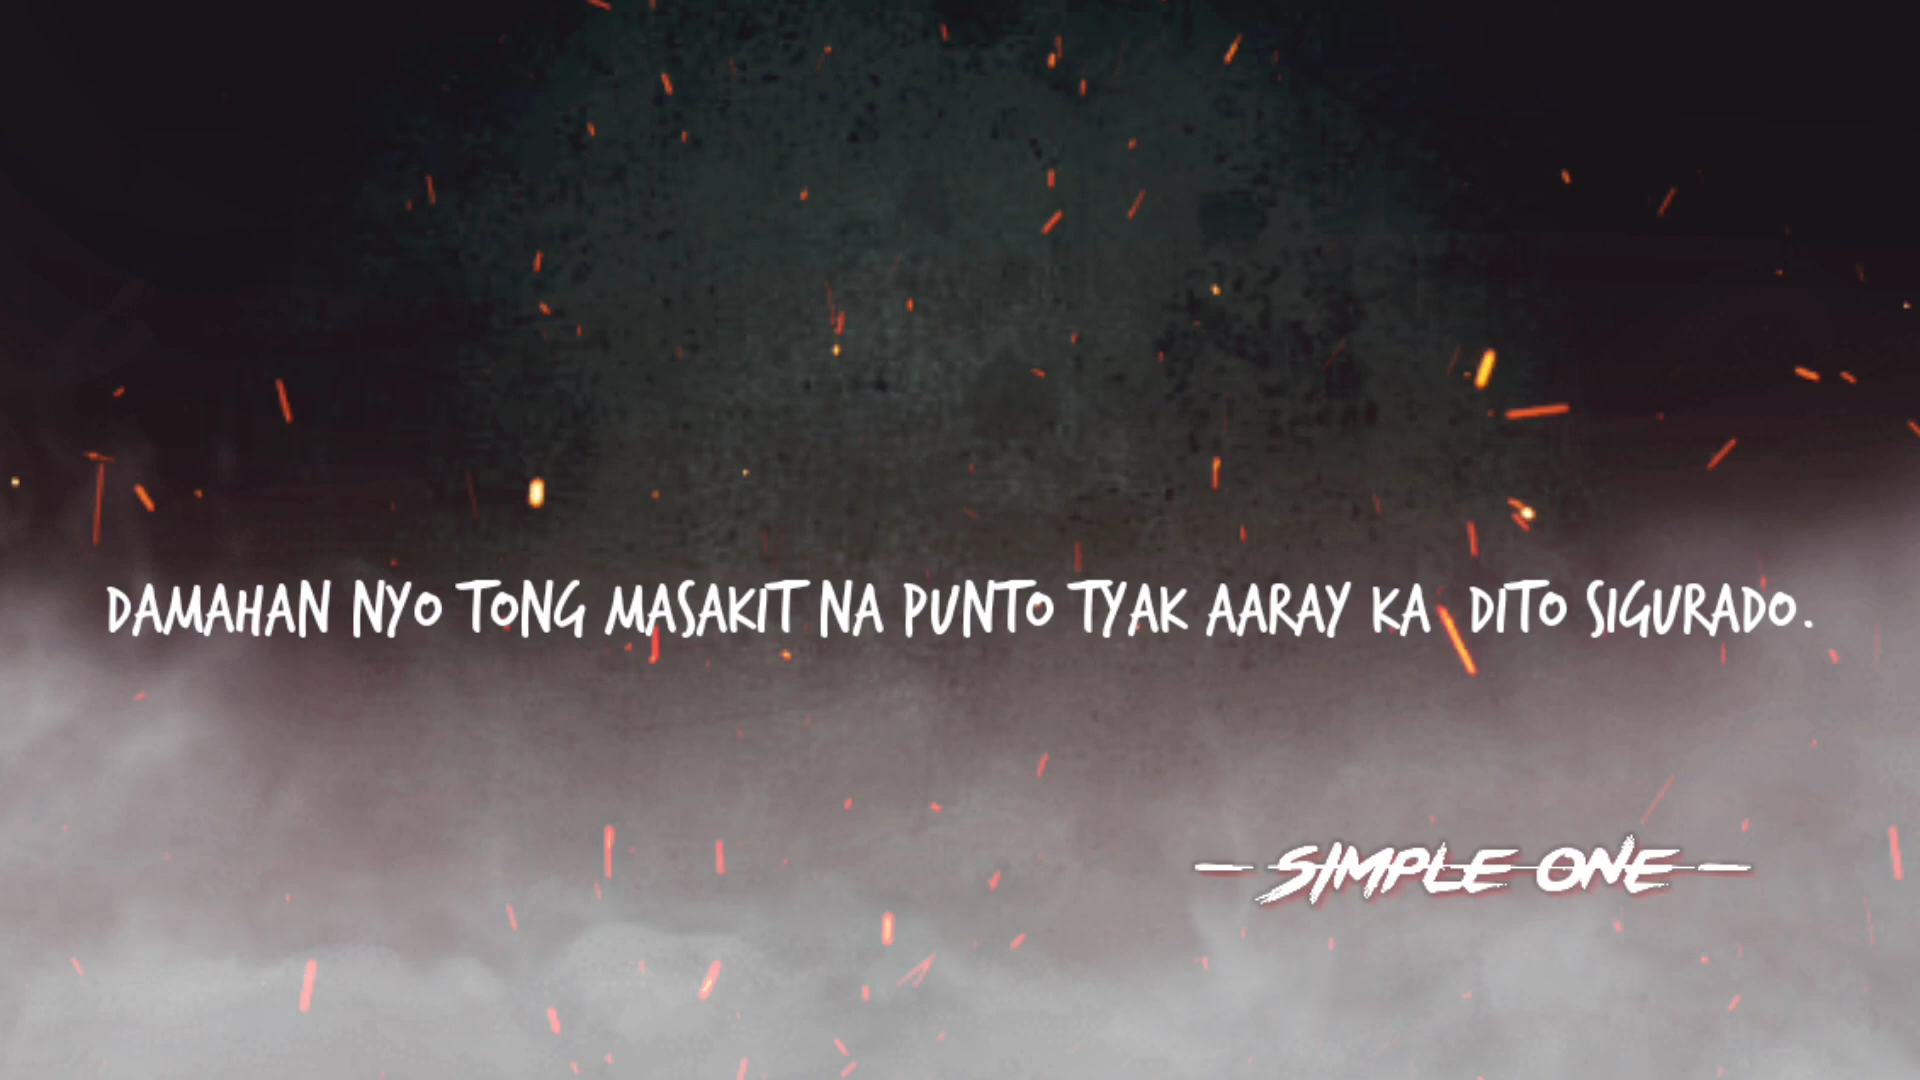 DAMAHAN NYO TONG MASAKIT NA PUNTO TYAK AARAY KA DITO SIGURADO.
- SIMPLE ONE -